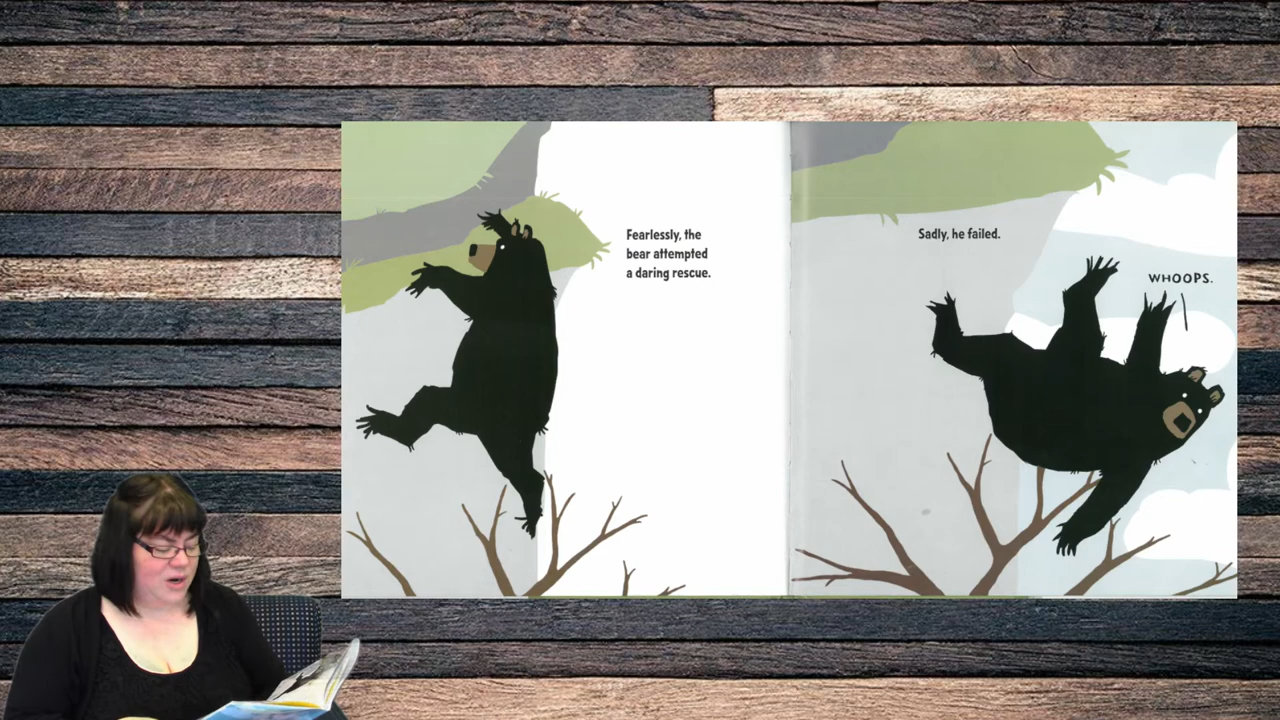 Fearlessly, the
bear attempted
a daring rescue.
Sadly, he failed.
WHOOPS.